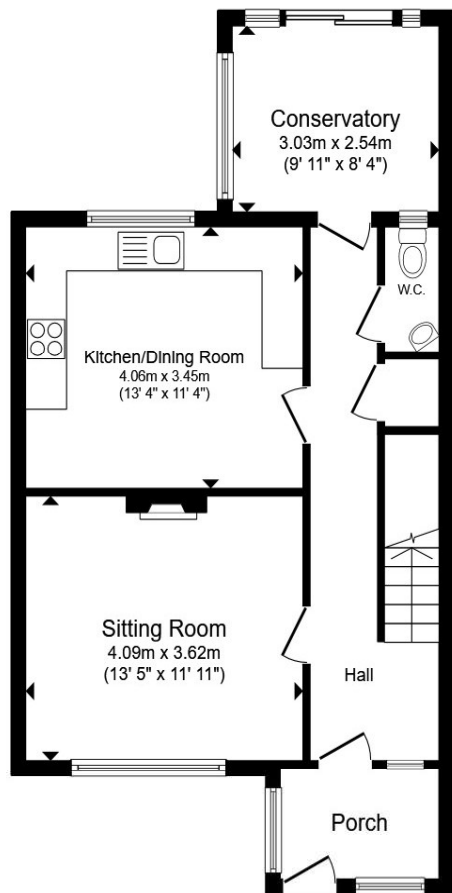 Conservatory
3.03m x 2.54m
(9' 11" x 8' 4")
W.C.
Kitchen/Dining Room
4.06m x 3.45m
(13' 4" x 11' 4")
Sitting Room
4.09m x 3.62m
(13' 5" x 11' 11")
Hall
Porch